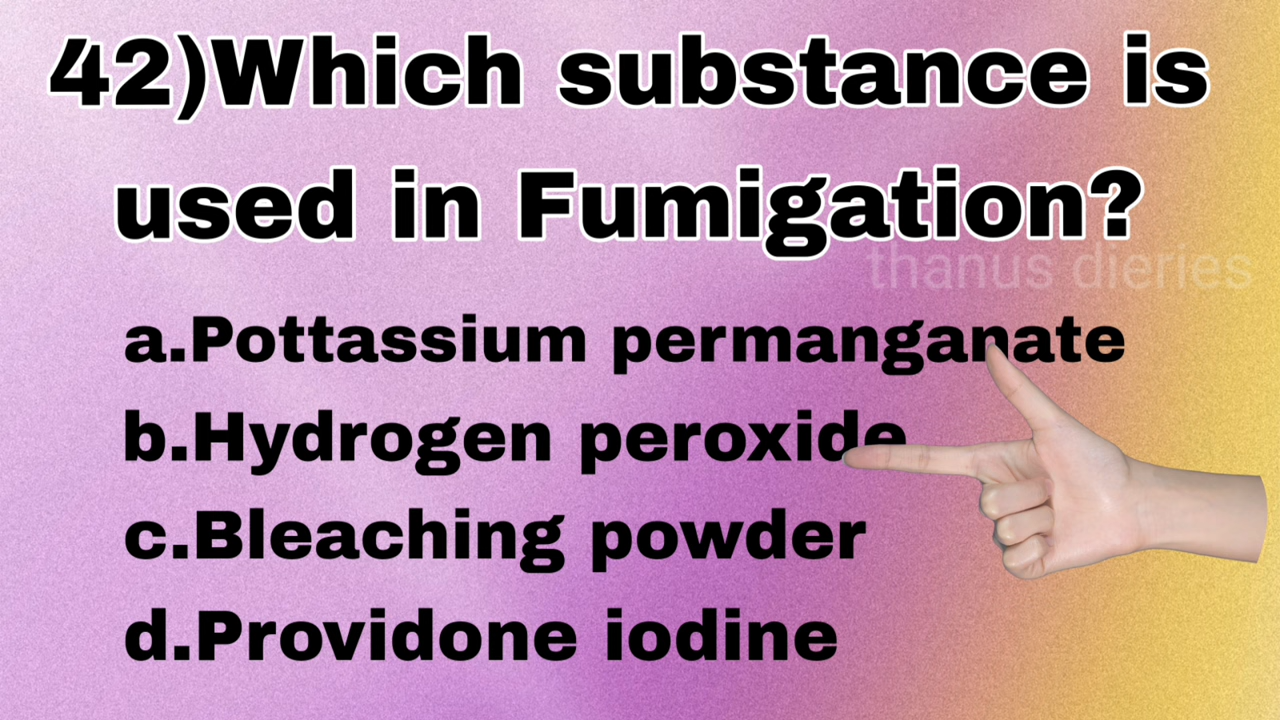 42)Which substance is
used in Fumigation?
thanus dieries
a.Pottassium permanganate
b.Hydrogen peroxide
c.Bleaching powder
d.Providone iodine